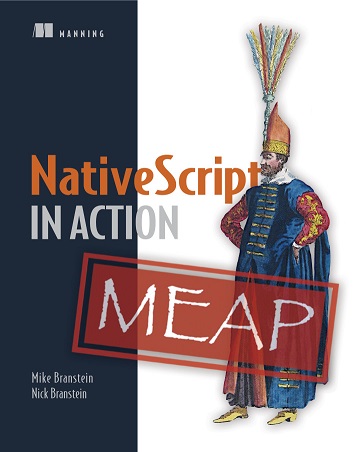 MANNING
NativeScript
IN ACTION
MEAP
Mike Branstein
Nick Branstein